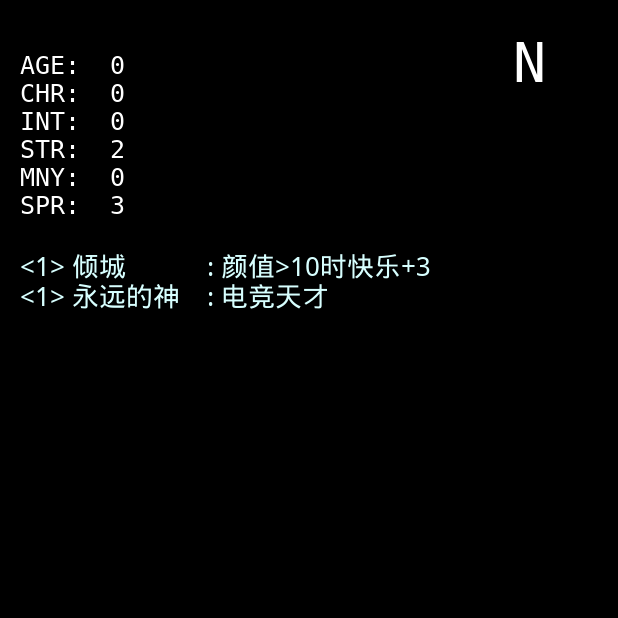 N
AGE: 0
CHR: 0
INT: 0
STR: 2
MNY: 0
SPR: 3
<1> 倾城 : 颜值>10时快乐+3
<1> 永远的神 : 电竞天才